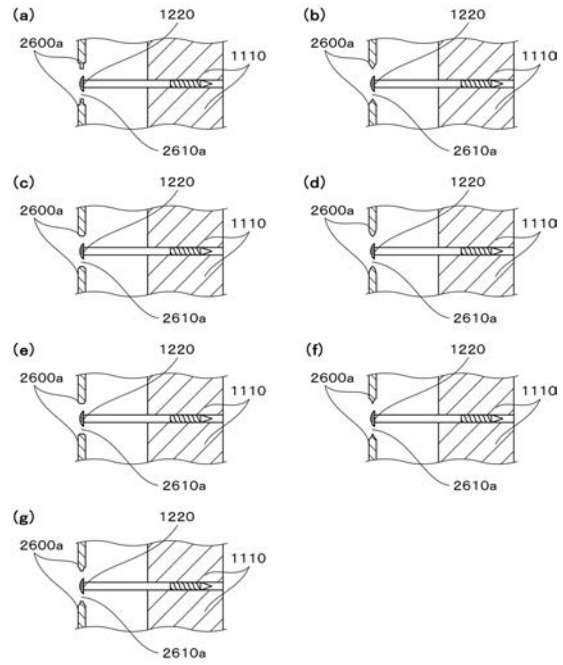 (a) 1220 (b) 1220
2600a 1110 2600a 1110
2610a 2610a
(c) 1220 (d) 1220
2600a 1110 2600a 1110
2610a 2610a
(e) 1220 (f) 1220
2600a 1110 2600a 1110
2610a 2610a
(g) 1220
2600a 1110
2610a